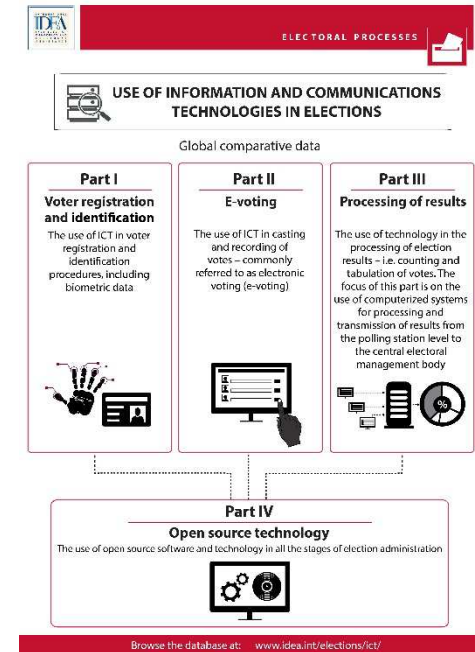 IDEA
ELECTORAL PROCESSES
USE OF INFORMATION AND COMMUNICATIONS
TECHNOLOGIES IN ELECTIONS
Global comparative data
Part I
Voter registration
and identification
The use of ICT in voter
registration and
identification
procedures, including
biometric data
Part II
E-voting
The use of ICT in casting
and recording of
votes – commonly
referred to as electronic
voting (e-voting)
Part III
Processing of results
The use of technology in the
processing of election
results – i.e. counting and
tabulation of votes. The
focus of this part is on the
use of computerized systems
for processing and
transmission of results from
the polling station level to
the central electoral
management body
%
Part IV
Open source technology
The use of open source software and technology in all the stages of election administration
Browse the database at: www.idea.int/elections/ict/